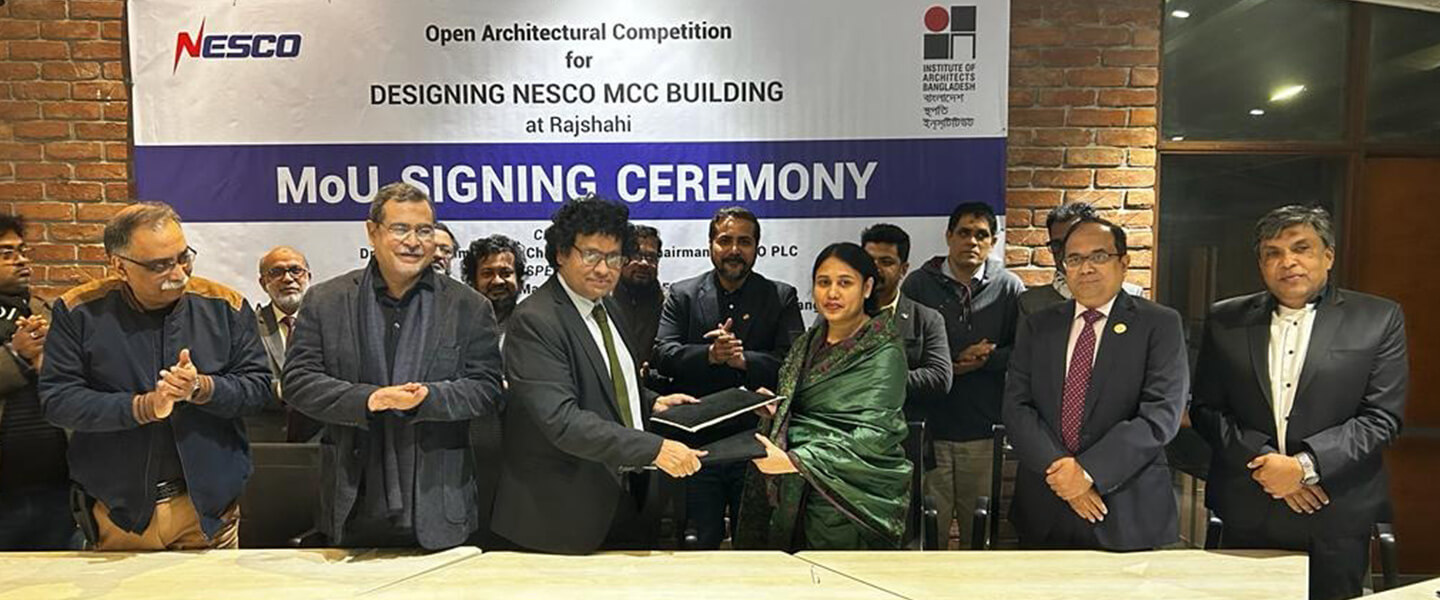 NESCO
Open Architectural Competition
for
DESIGNING NESCO MCC BUILDING
at Rajshahi
INSTITUTE OF
ARCHITECTS
BANGLADESH
বাংলাদেশ
স্থপতি
ইনস্টিটিউট
MoU SIGNING CEREMONY
PLC